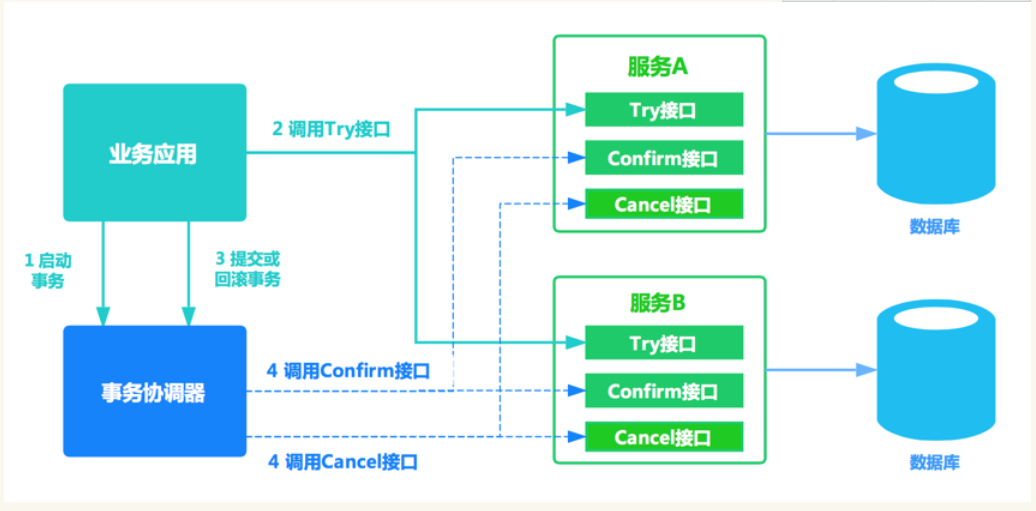 服务A
Try接口
Confirm接口
Cancel接口
数据库
业务应用
2 调用Try接口
1 启动
事务
3 提交或
回滚事务
服务B
Try接口
Confirm接口
Cancel接口
数据库
事务协调器
4 调用Confirm接口
4 调用Cancel接口